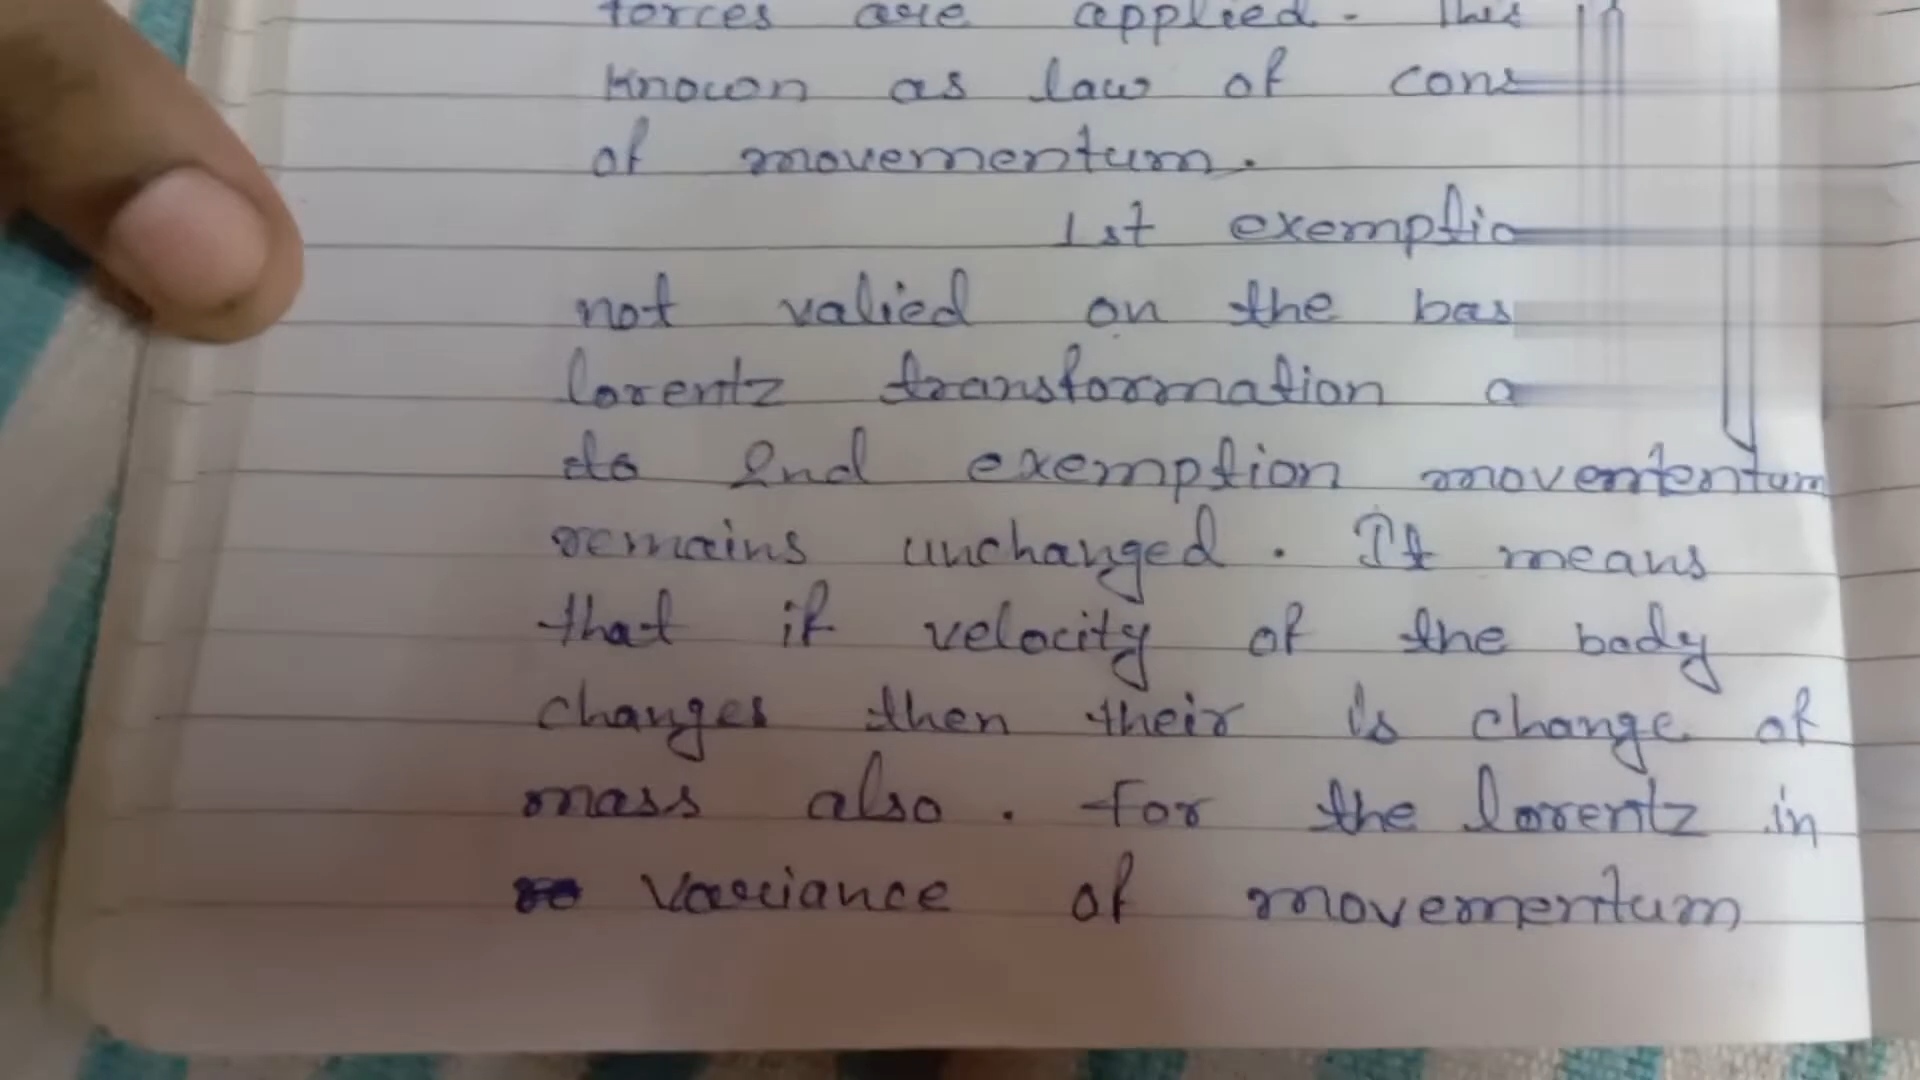 forces are applied. This
Known as law of cons
of movementum.
1st exemptio
not valied on the bas
lorentz transformation a
to 2nd exemption movementum
remains unchanged. It means
that if velocity of the body
changes then their is change of
mass also. For the lorentz in
variance of movementum